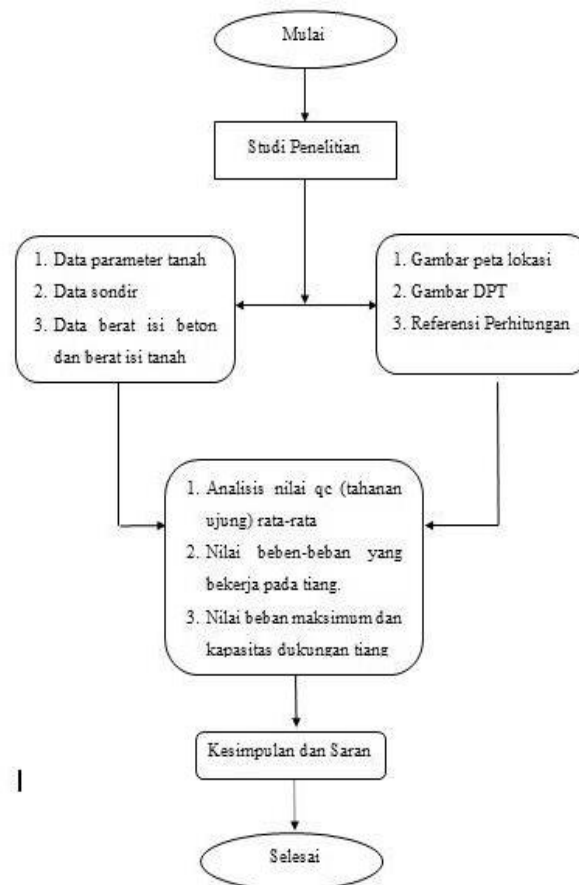 Mulai
Studi Penelitian
1. Data parameter tanah
2. Data sondir
3. Data berat isi beton
dan berat isi tanah
1. Gambar peta lokasi
2. Gambar DPT
3. Referensi Perhitungan
1. Analisis nilai qc (tahanan
ujung) rata-rata
2. Nilai beben-beban yang
bekerja pada tiang.
3. Nilai beban maksimum dan
kapasitas dukungan tiang
Kesimpulan dan Saran
Selesai